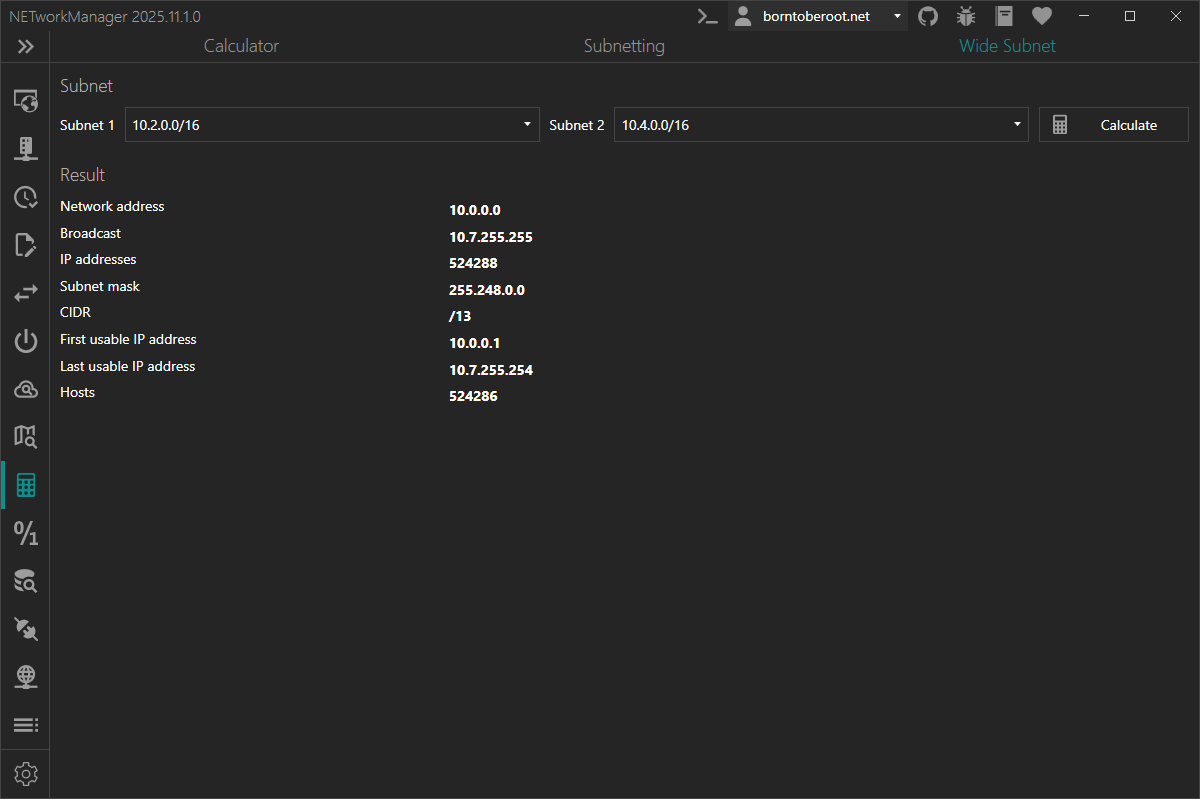 NETworkManager 2025.11.1.0
borntoberoot.net
Calculator Subnetting Wide Subnet
Subnet
Subnet 1 10.2.0.0/16 Subnet 2 10.4.0.0/16 Calculate
Result
Network address 10.0.0.0
Broadcast 10.7.255.255
IP addresses 524288
Subnet mask 255.248.0.0
CIDR /13
First usable IP address 10.0.0.1
Last usable IP address 10.7.255.254
Hosts 524286
0/1